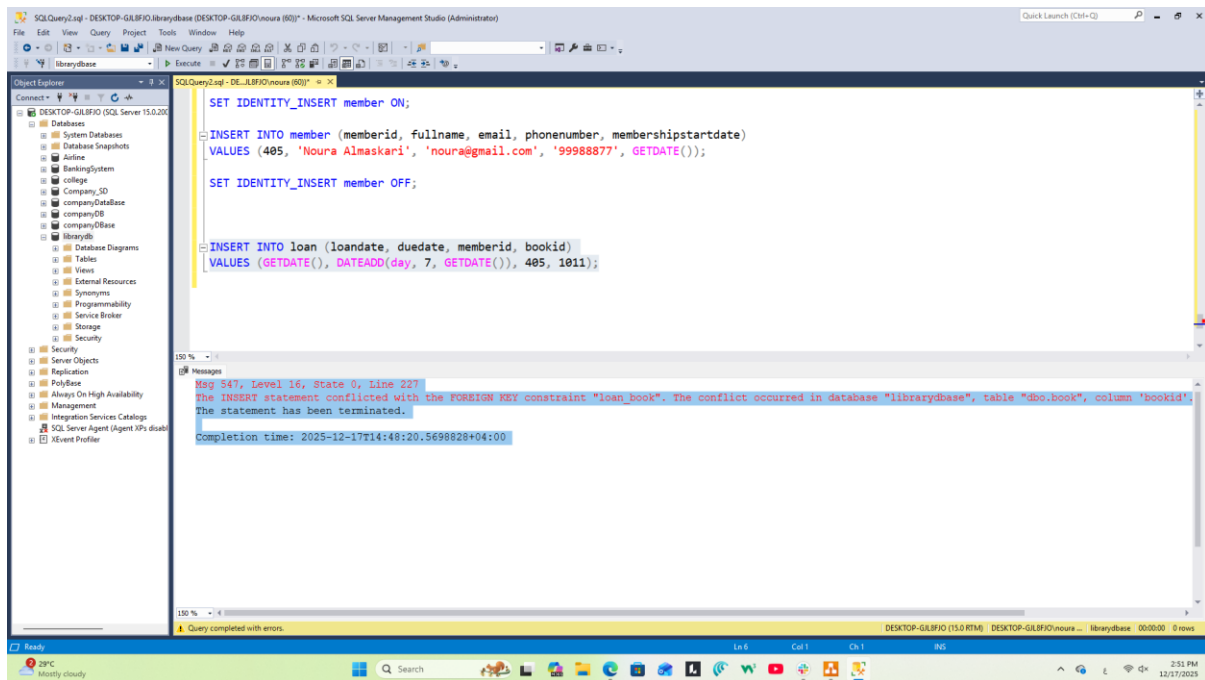 SQLQuery2.sql - DESKTOP-GJL8FJO.librarydbase (DESKTOP-GJL8FJO\noura (60))* - Microsoft SQL Server Management Studio (Administrator)
Quick Launch (Ctrl+Q)
File Edit View Query Project Tools Window Help
New Query
librarydbase
Execute
Object Explorer
SQLQuery2.sql - DE...JL8FJO\noura (60))*
Connect
DESKTOP-GJL8FJO (SQL Server 15.0.200
Databases
System Databases
Database Snapshots
Airline
BankingSystem
college
Company_SD
companyDataBase
companyDB
companyDBase
librarydb
Database Diagrams
Tables
Views
External Resources
Synonyms
Programmability
Service Broker
Storage
Security
Security
Server Objects
Replication
PolyBase
Always On High Availability
Management
Integration Services Catalogs
SQL Server Agent (Agent XPs disabl
XEvent Profiler
SET IDENTITY_INSERT member ON;
INSERT INTO member (memberid, fullname, email, phonenumber, membershipstartdate)
VALUES (405, 'Noura Almaskari', 'noura@gmail.com', '99988877', GETDATE());
SET IDENTITY_INSERT member OFF;
INSERT INTO loan (loandate, duedate, memberid, bookid)
VALUES (GETDATE(), DATEADD(day, 7, GETDATE()), 405, 1011);
150 %
Messages
Msg 547, Level 16, State 0, Line 227
The INSERT statement conflicted with the FOREIGN KEY constraint "loan_book". The conflict occurred in database "librarydbase", table "dbo.book", column 'bookid'.
The statement has been terminated.
Completion time: 2025-12-17T14:48:20.5698828+04:00
150 %
Query completed with errors.
DESKTOP-GJL8FJO (15.0 RTM) DESKTOP-GJL8FJO\noura ... librarydbase 00:00:00 0 rows
Ready
Ln 6 Col 1 Ch 1 INS
2
29°C
Mostly cloudy
Search
ع
2:51 PM
12/17/2025